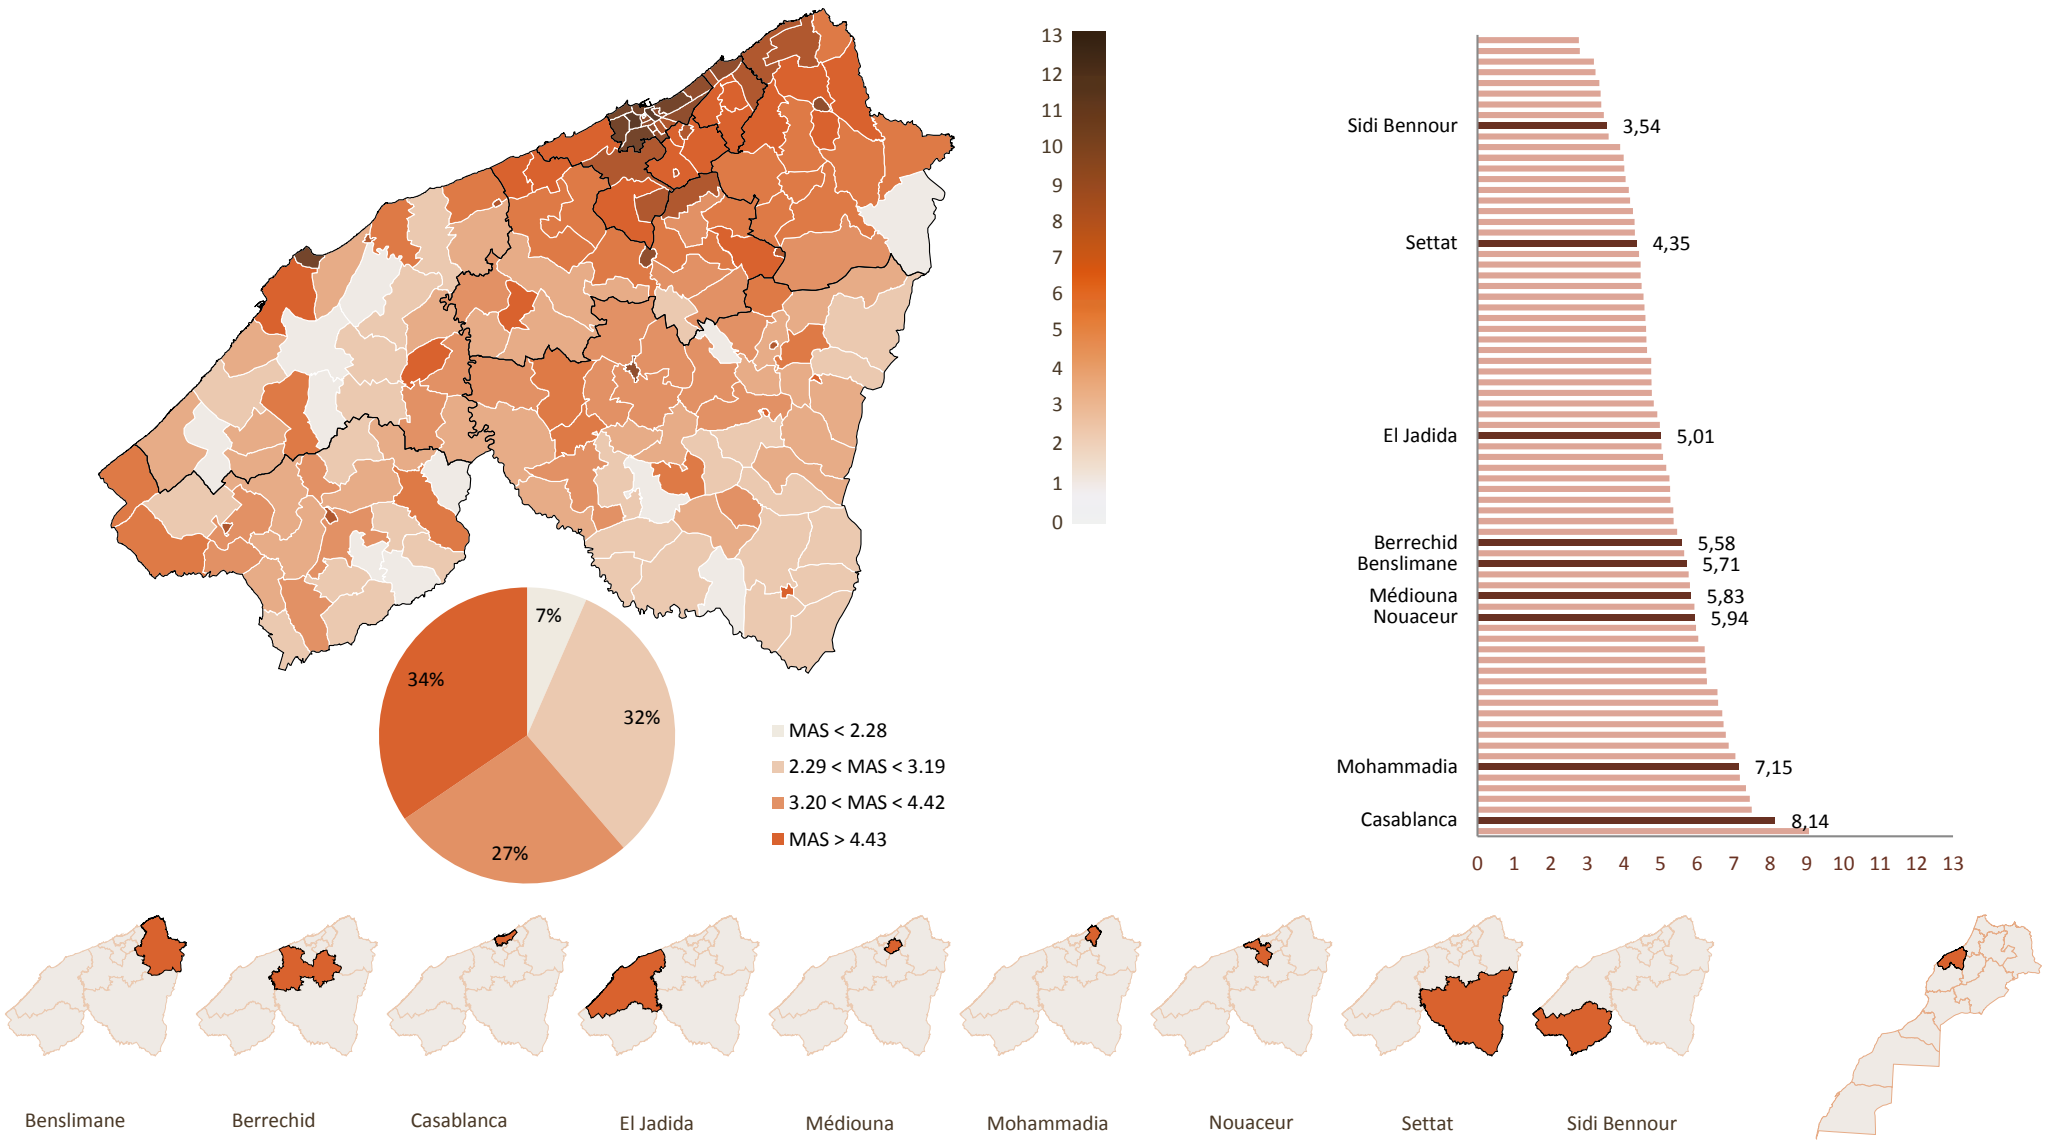 13
12
11
10
9
8
7
6
5
4
3
2
1
0
7%
32%
27%
34%
MAS < 2.28
2.29 < MAS < 3.19
3.20 < MAS < 4.42
MAS > 4.43
Sidi Bennour 3,54
Settat 4,35
El Jadida 5,01
Berrechid 5,58
Benslimane 5,71
Médiouna 5,83
Nouaceur 5,94
Mohammadia 7,15
Casablanca 8,14
0 1 2 3 4 5 6 7 8 9 10 11 12 13
Benslimane Berrechid Casablanca El Jadida Médiouna Mohammadia Nouaceur Settat Sidi Bennour